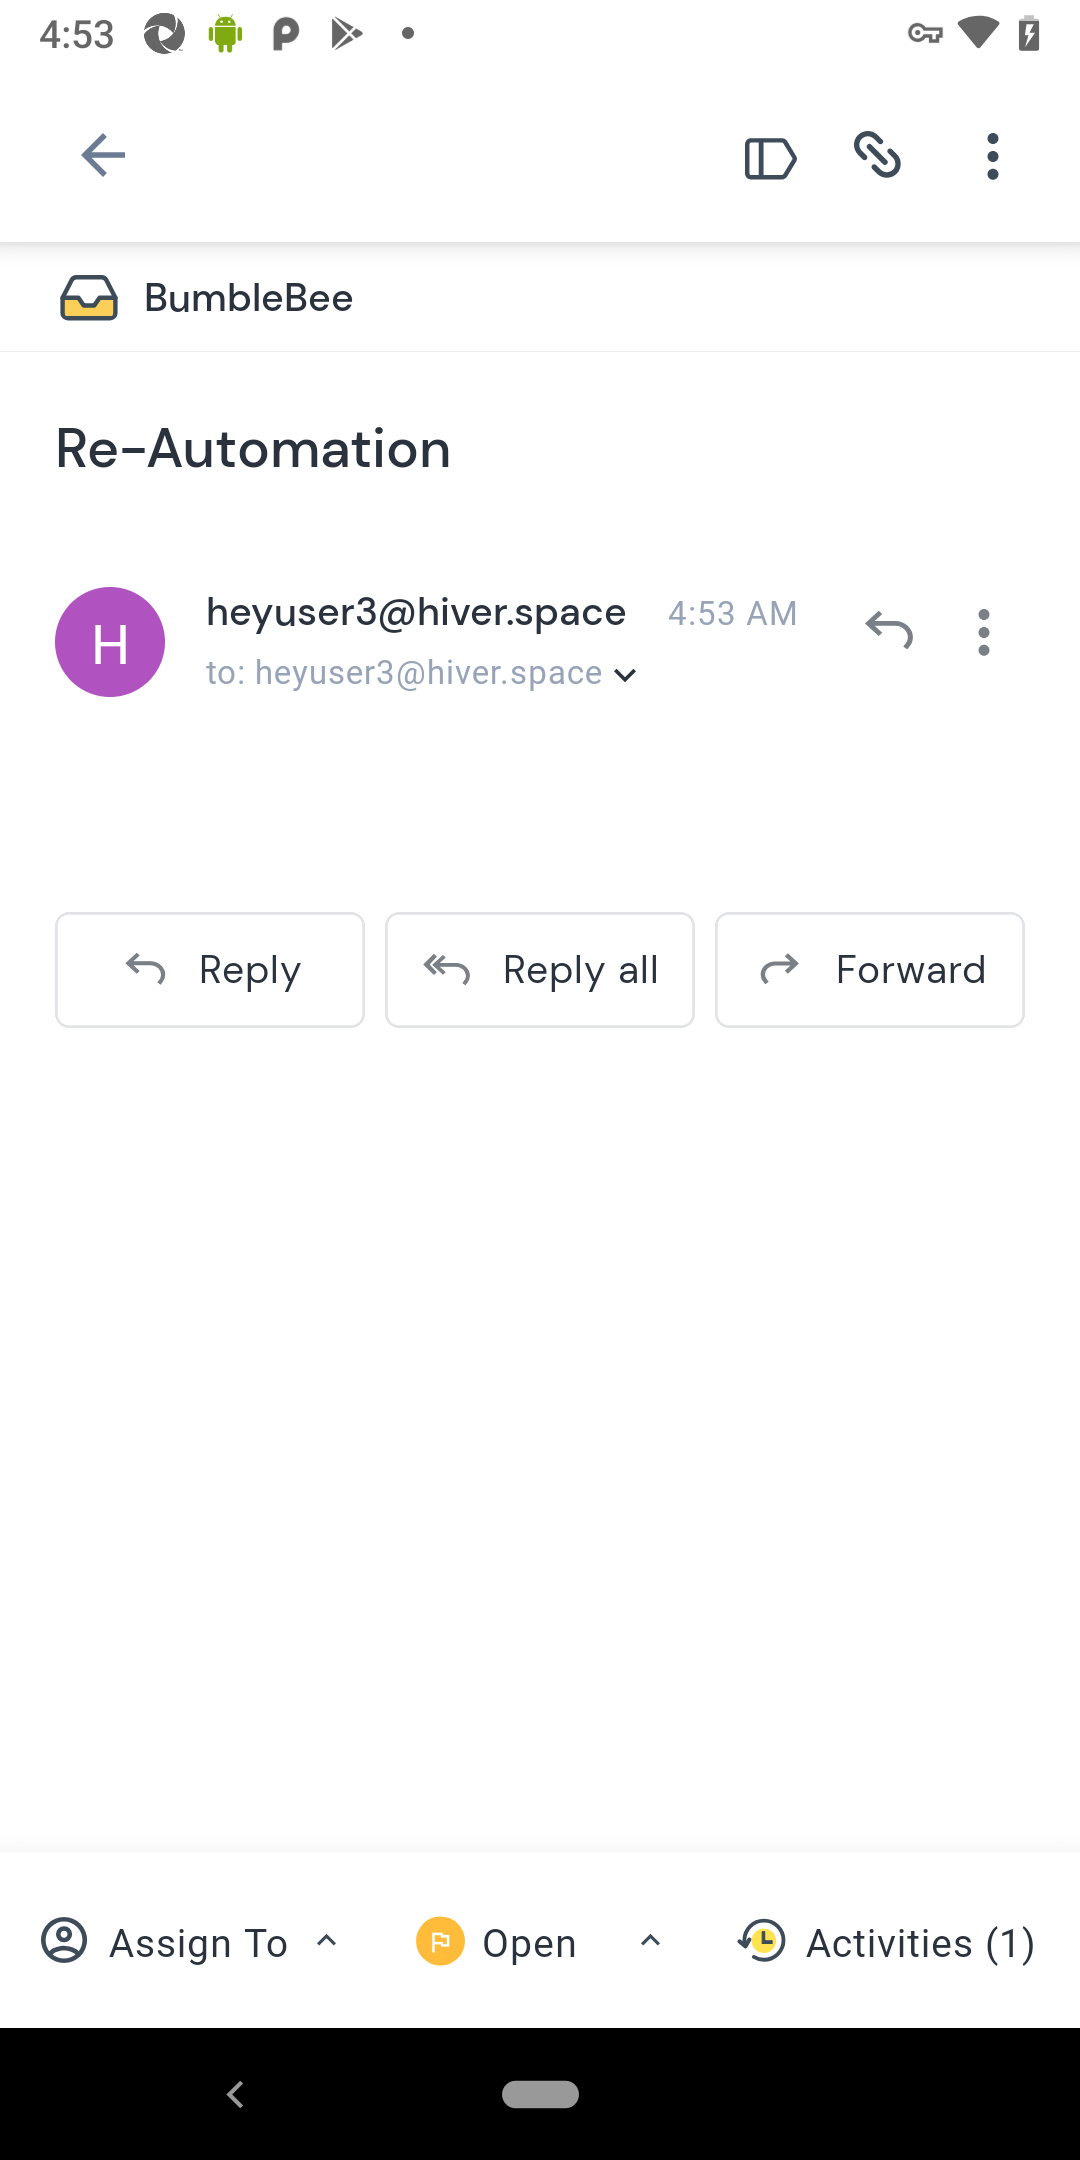 4:53
BumbleBee
Re-Automation
H
heyuser3@hiver.space 4:53 AM
to: heyuser3@hiver.space
Reply
Reply all
Forward
Assign To
Open
Activities (1)